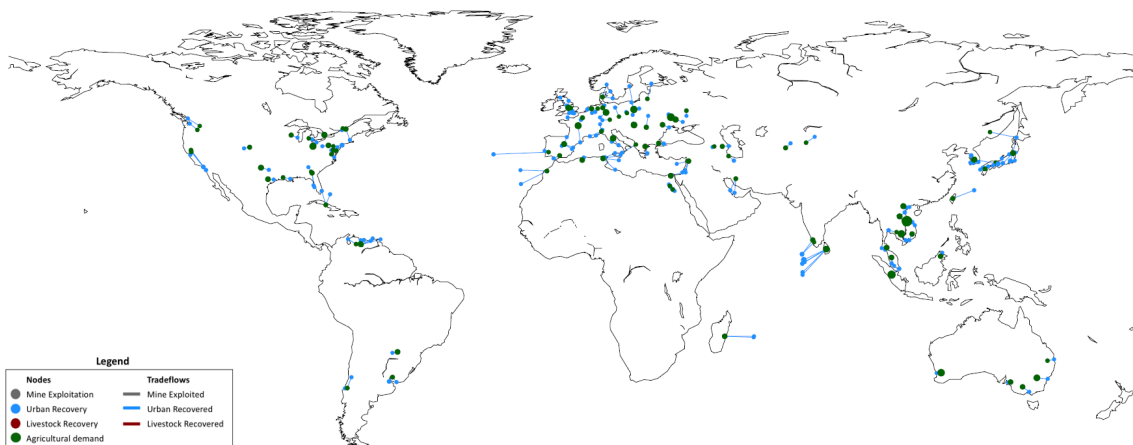 Legend
Nodes Tradeflows
Mine Exploitation Mine Exploited
Urban Recovery Urban Recovered
Livestock Recovery Livestock Recovered
Agricultural demand